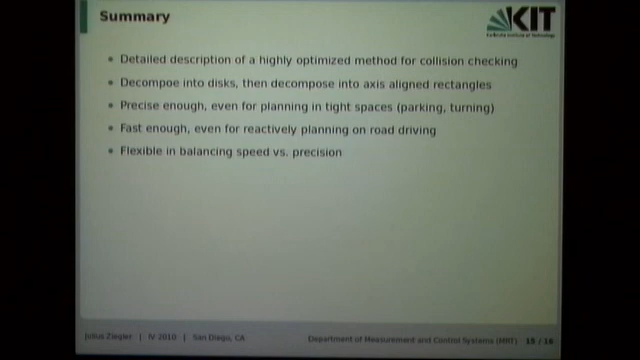 Summary
KIT
Karlsruhe Institute of Technology
Detailed description of a highly optimized method for collision checking
Decompoe into disks, then decompose into axis aligned rectangles
Precise enough, even for planning in tight spaces (parking, turning)
Fast enough, even for reactively planning on road driving
Flexible in balancing speed vs. precision
Julius Ziegler | IV 2010 | San Diego, CA
Department of Measurement and Control Systems (MRT) 15 / 16